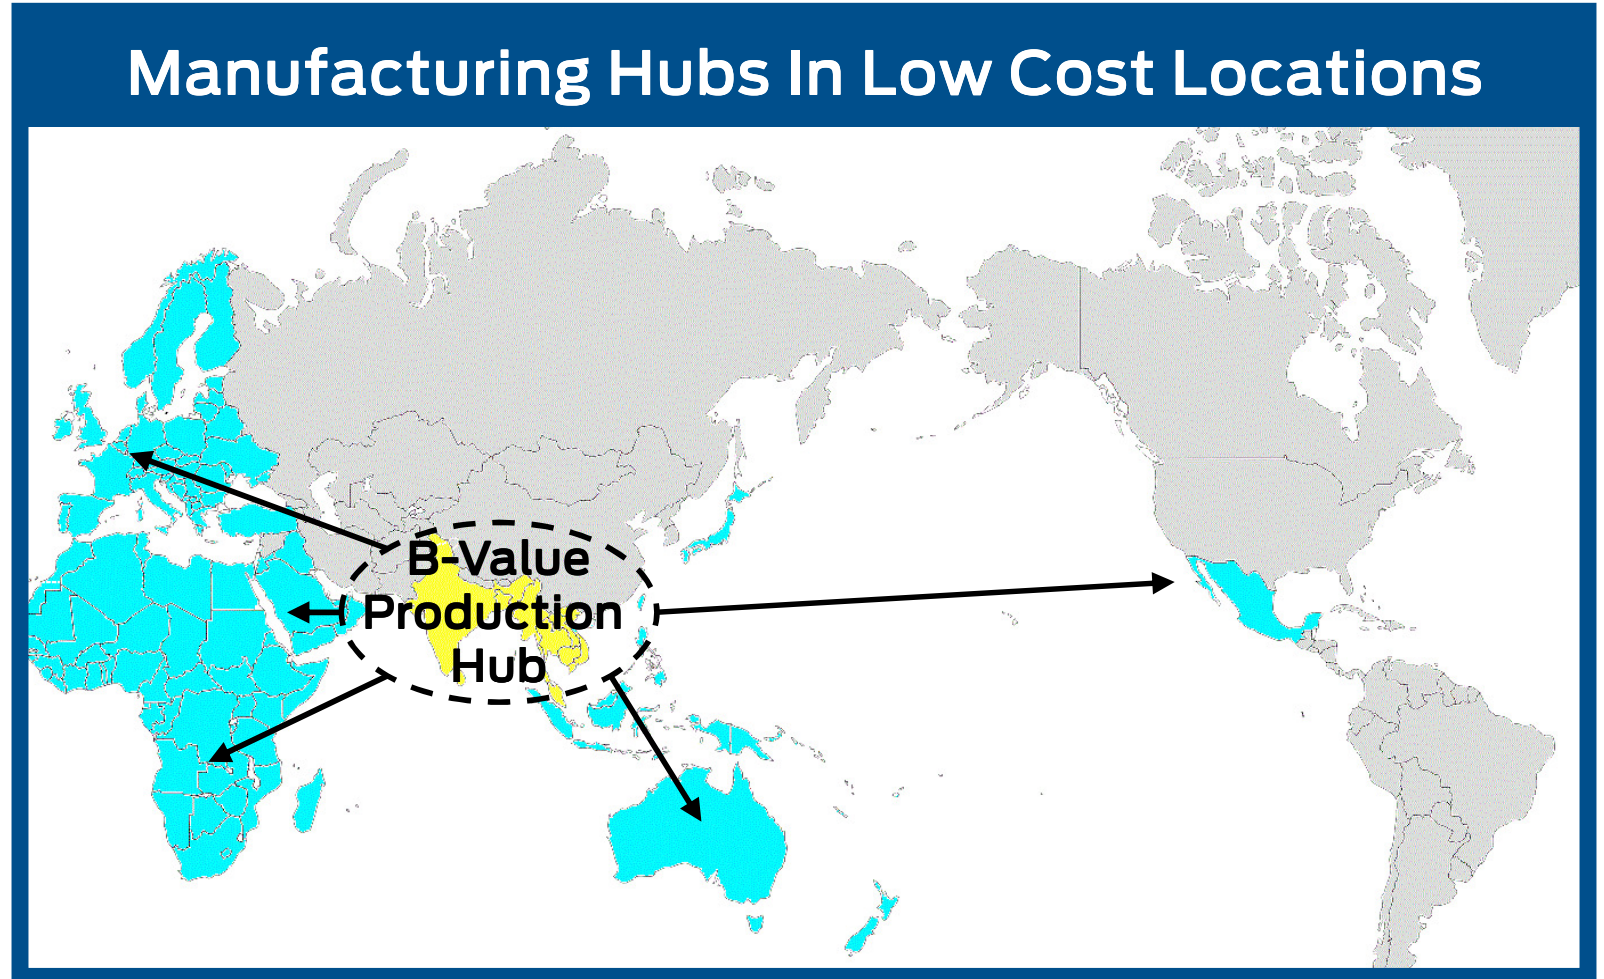 Manufacturing Hubs In Low Cost Locations
B-Value
Production
Hub